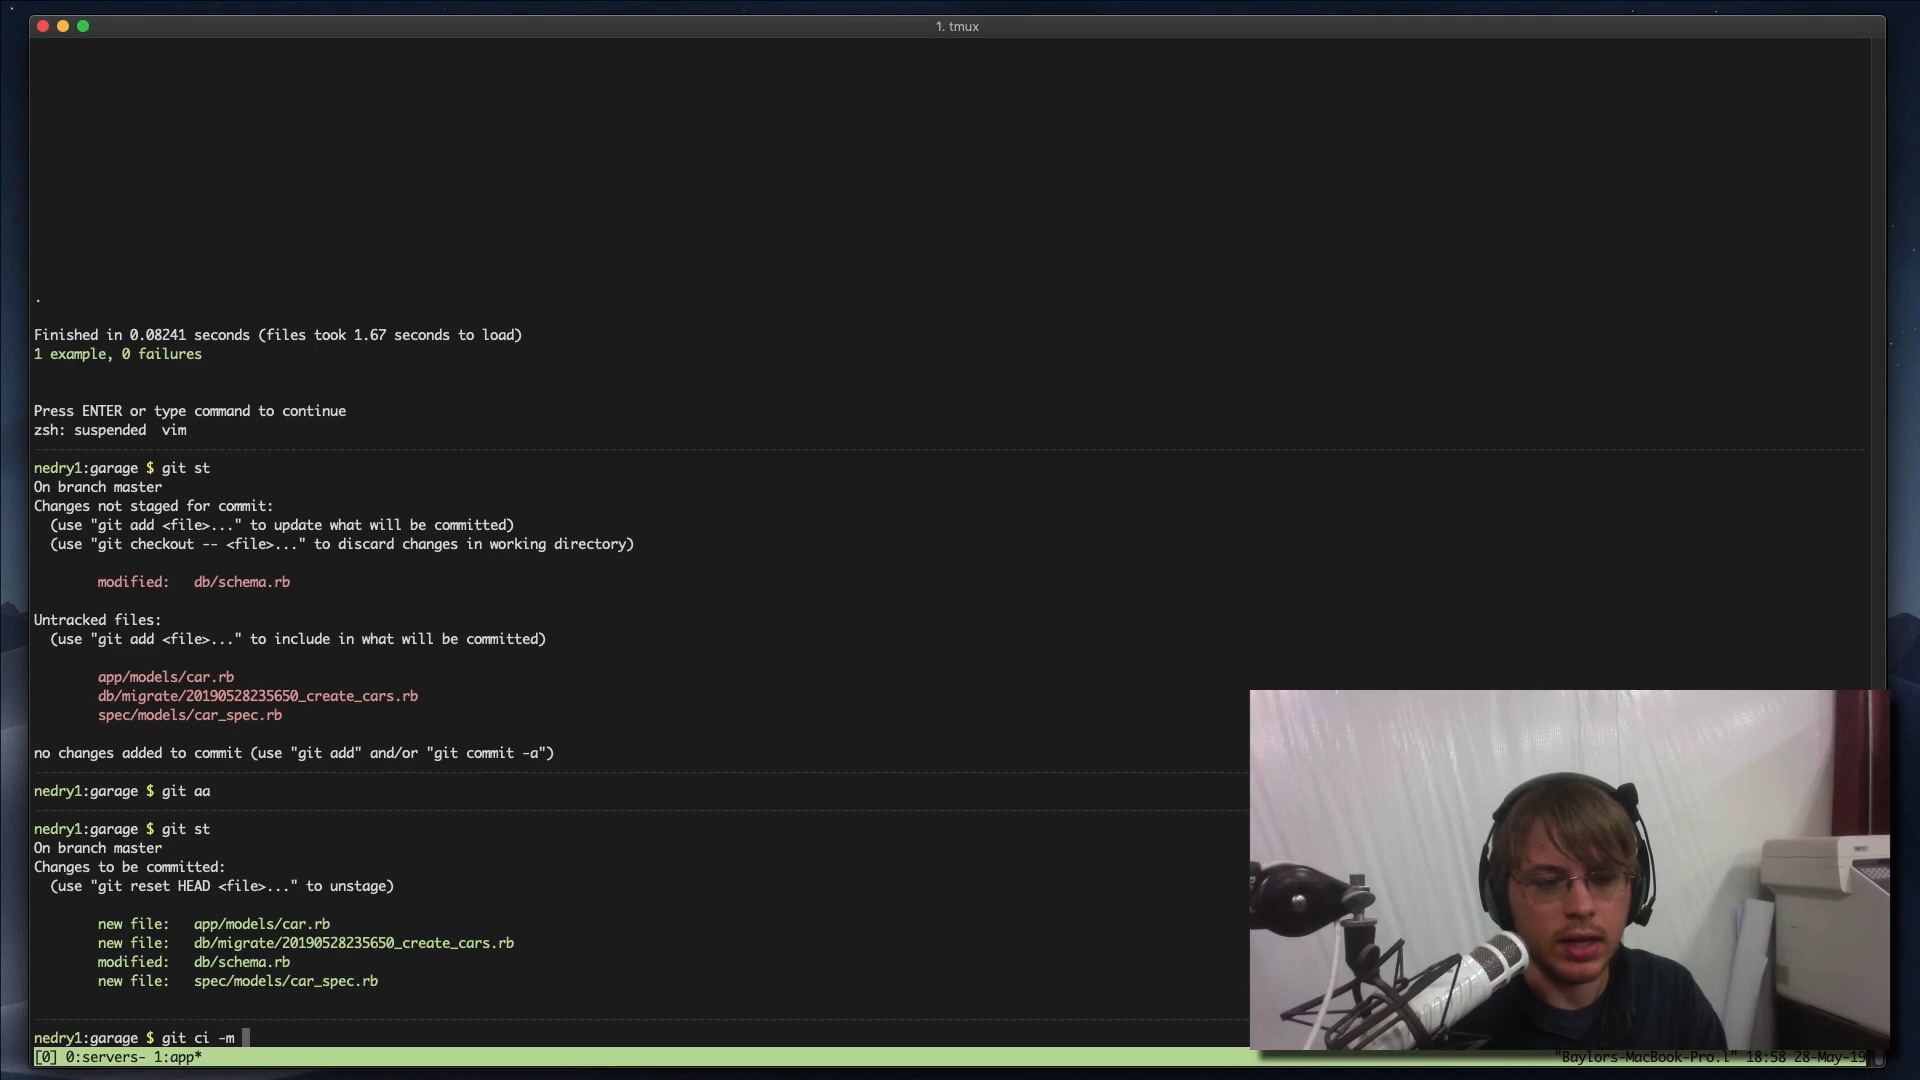 1. tmux
.
Finished in 0.08241 seconds (files took 1.67 seconds to load)
1 example, 0 failures
Press ENTER or type command to continue
zsh: suspended  vim
nedry1:garage $ git st
On branch master
Changes not staged for commit:
  (use "git add <file>..." to update what will be committed)
  (use "git checkout -- <file>..." to discard changes in working directory)
        modified:   db/schema.rb
Untracked files:
  (use "git add <file>..." to include in what will be committed)
        app/models/car.rb
        db/migrate/20190528235650_create_cars.rb
        spec/models/car_spec.rb
no changes added to commit (use "git add" and/or "git commit -a")
nedry1:garage $ git aa
nedry1:garage $ git st
On branch master
Changes to be committed:
  (use "git reset HEAD <file>..." to unstage)
        new file:   app/models/car.rb
        new file:   db/migrate/20190528235650_create_cars.rb
        modified:   db/schema.rb
        new file:   spec/models/car_spec.rb
nedry1:garage $ git ci -m
[0] 0:servers- 1:app* "Baylors-MacBook-Pro.l" 18:58 28-May-19